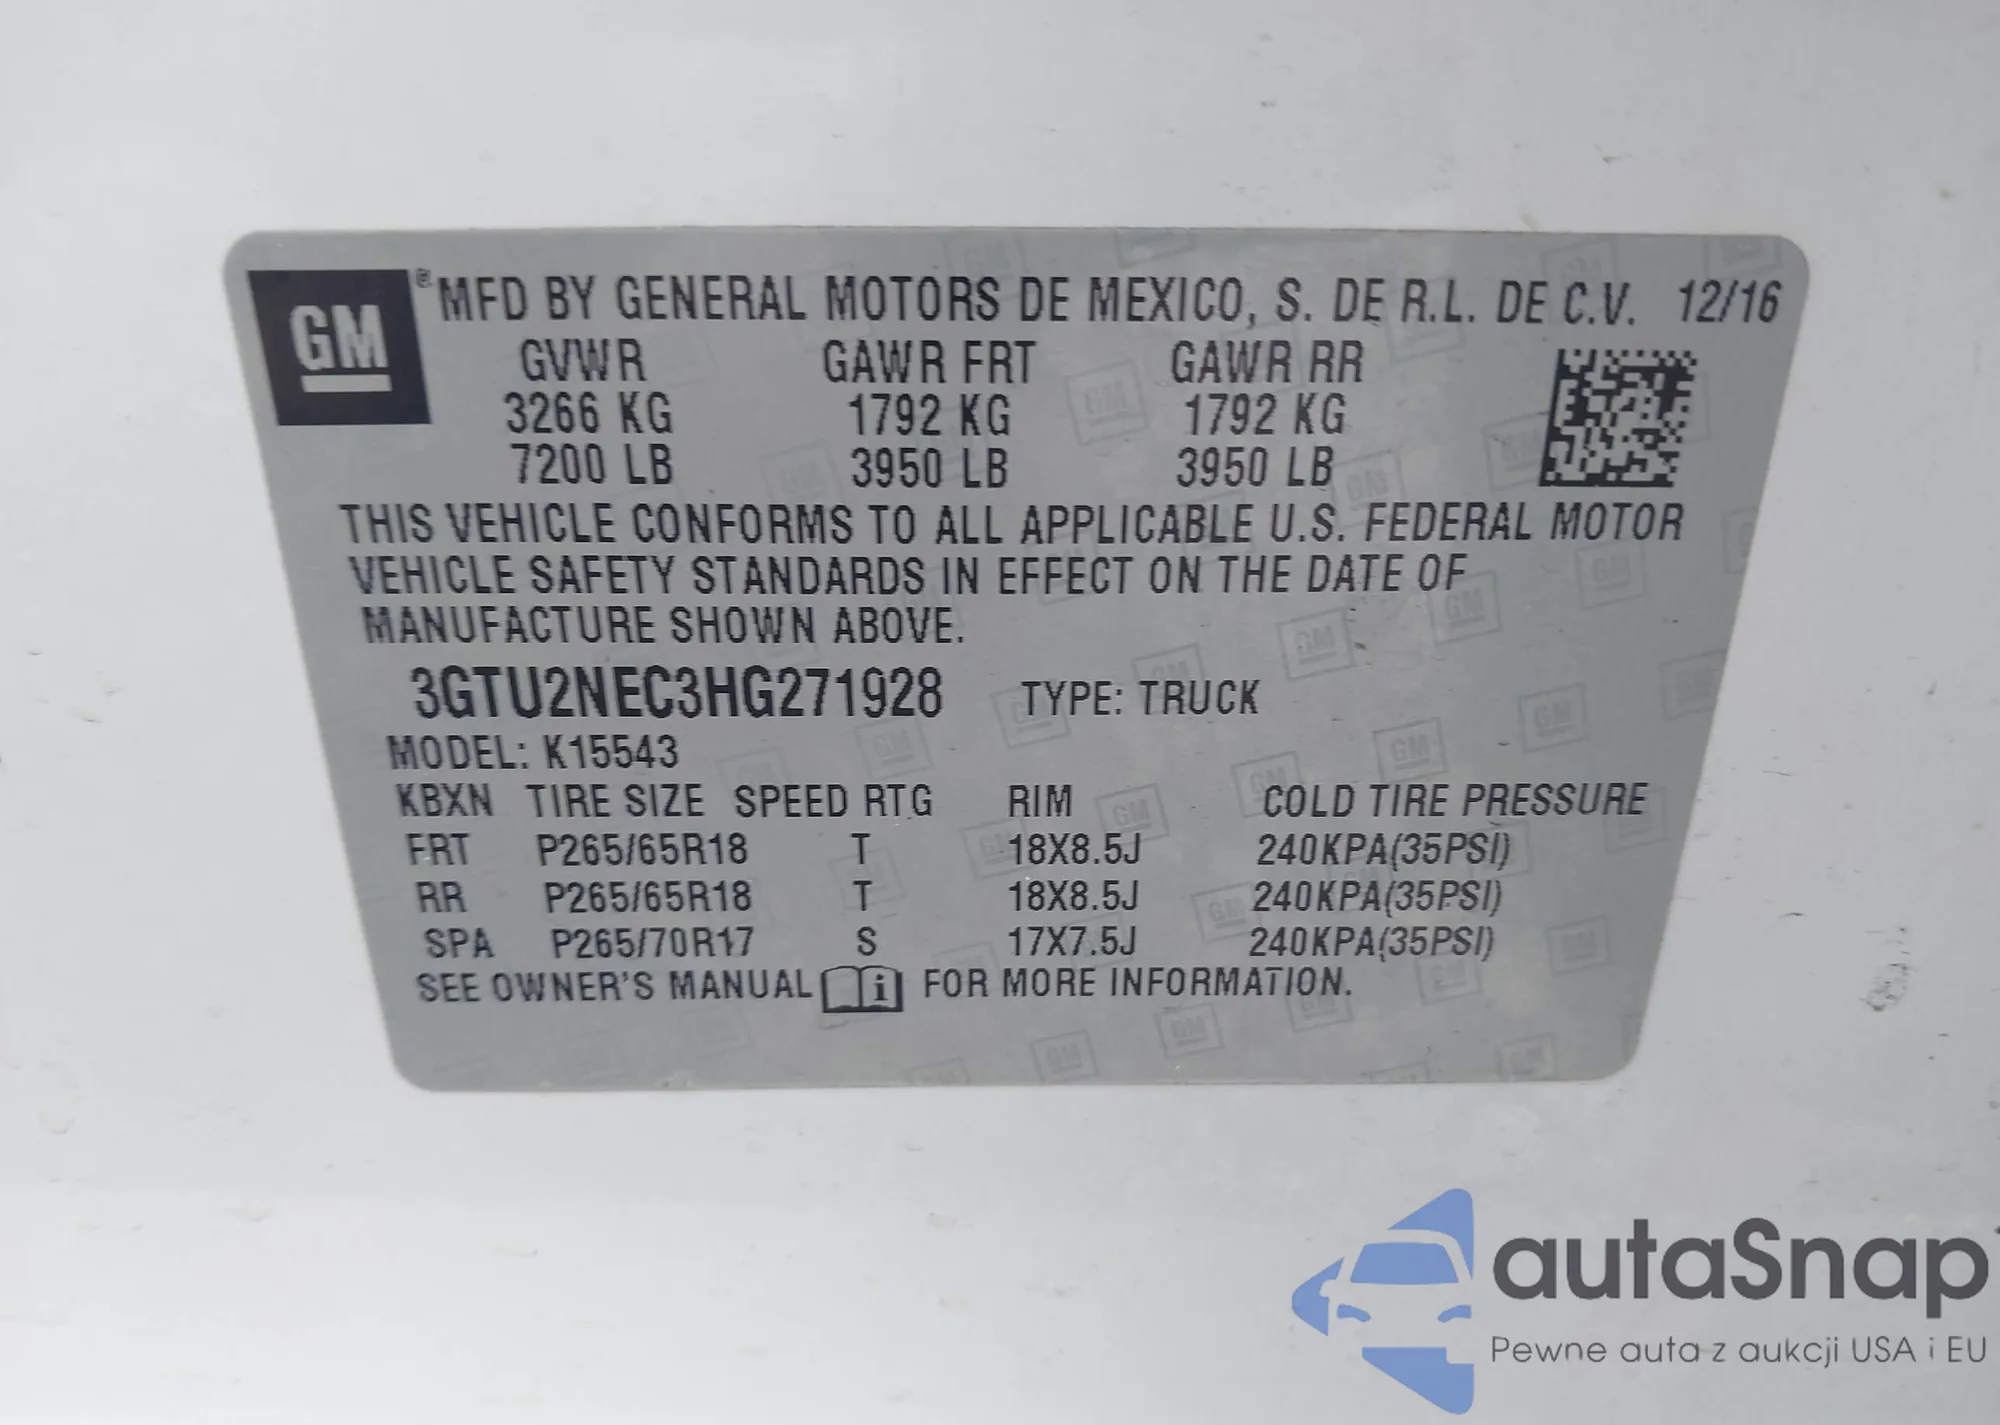 GM ® MFD BY GENERAL MOTORS DE MEXICO, S. DE R.L. DE C.V. 12/16
GVWR GAWR FRT GAWR RR
3266 KG 1792 KG 1792 KG
7200 LB 3950 LB 3950 LB
THIS VEHICLE CONFORMS TO ALL APPLICABLE U.S. FEDERAL MOTOR
VEHICLE SAFETY STANDARDS IN EFFECT ON THE DATE OF
MANUFACTURE SHOWN ABOVE.
3GTU2NEC3HG271928 TYPE: TRUCK
MODEL: K15543
KBXN TIRE SIZE SPEED RTG RIM COLD TIRE PRESSURE
FRT P265/65R18 T 18X8.5J 240KPA(35PSI)
RR P265/65R18 T 18X8.5J 240KPA(35PSI)
SPA P265/70R17 S 17X7.5J 240KPA(35PSI)
SEE OWNER'S MANUAL i FOR MORE INFORMATION.
autaSnap
Pewne auta z aukcji USA i EU